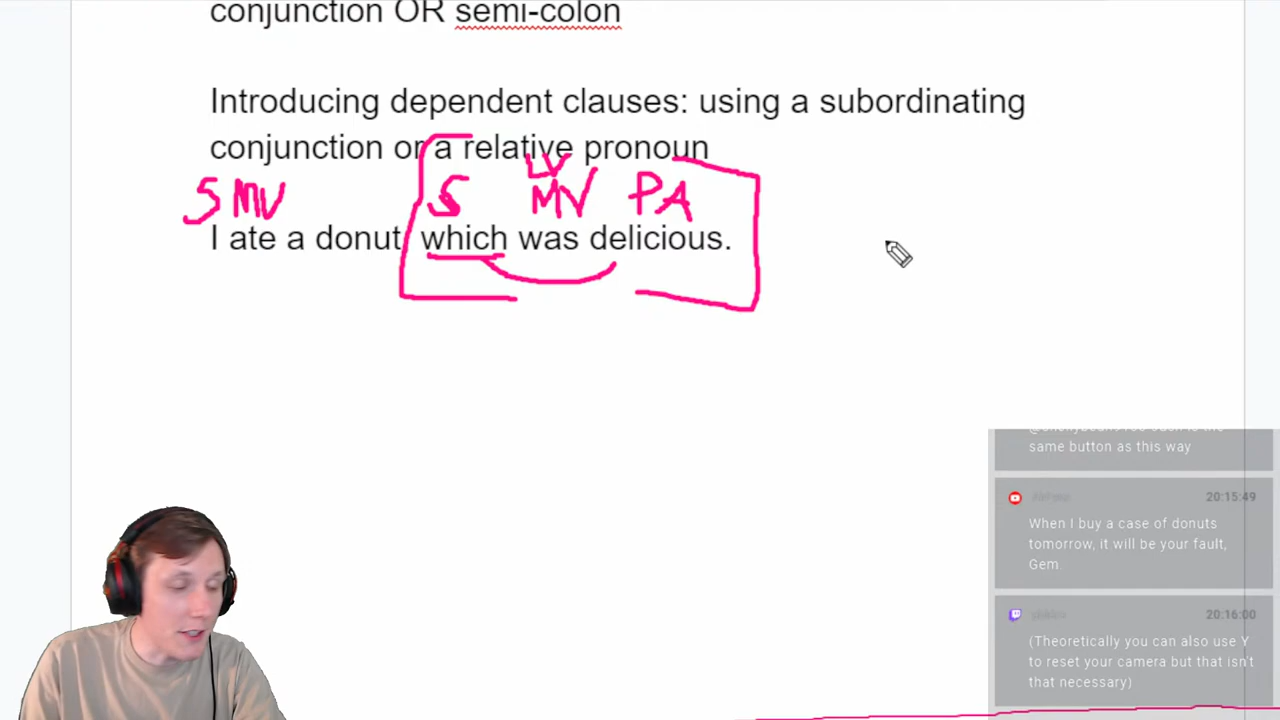 conjunction OR semi-colon
Introducing dependent clauses: using a subordinating
conjunction or a relative pronoun
LV
S MV S MV PA
I ate a donut which was delicious.
same button as this way
20:15:49
When I buy a case of donuts
tomorrow, it will be your fault,
Gem
20:16:00
(Theoretically you can also use Y
to reset your camera but that isn't
that necessary)